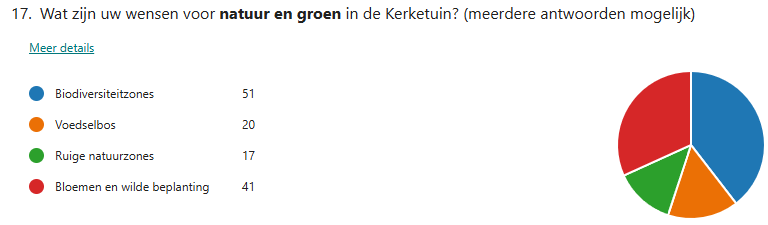 17. Wat zijn uw wensen voor natuur en groen in de Kerketuin? (meerdere antwoorden mogelijk)
Meer details
Biodiversiteitzones 51
Voedselbos 20
Ruige natuurzones 17
Bloemen en wilde beplanting 41